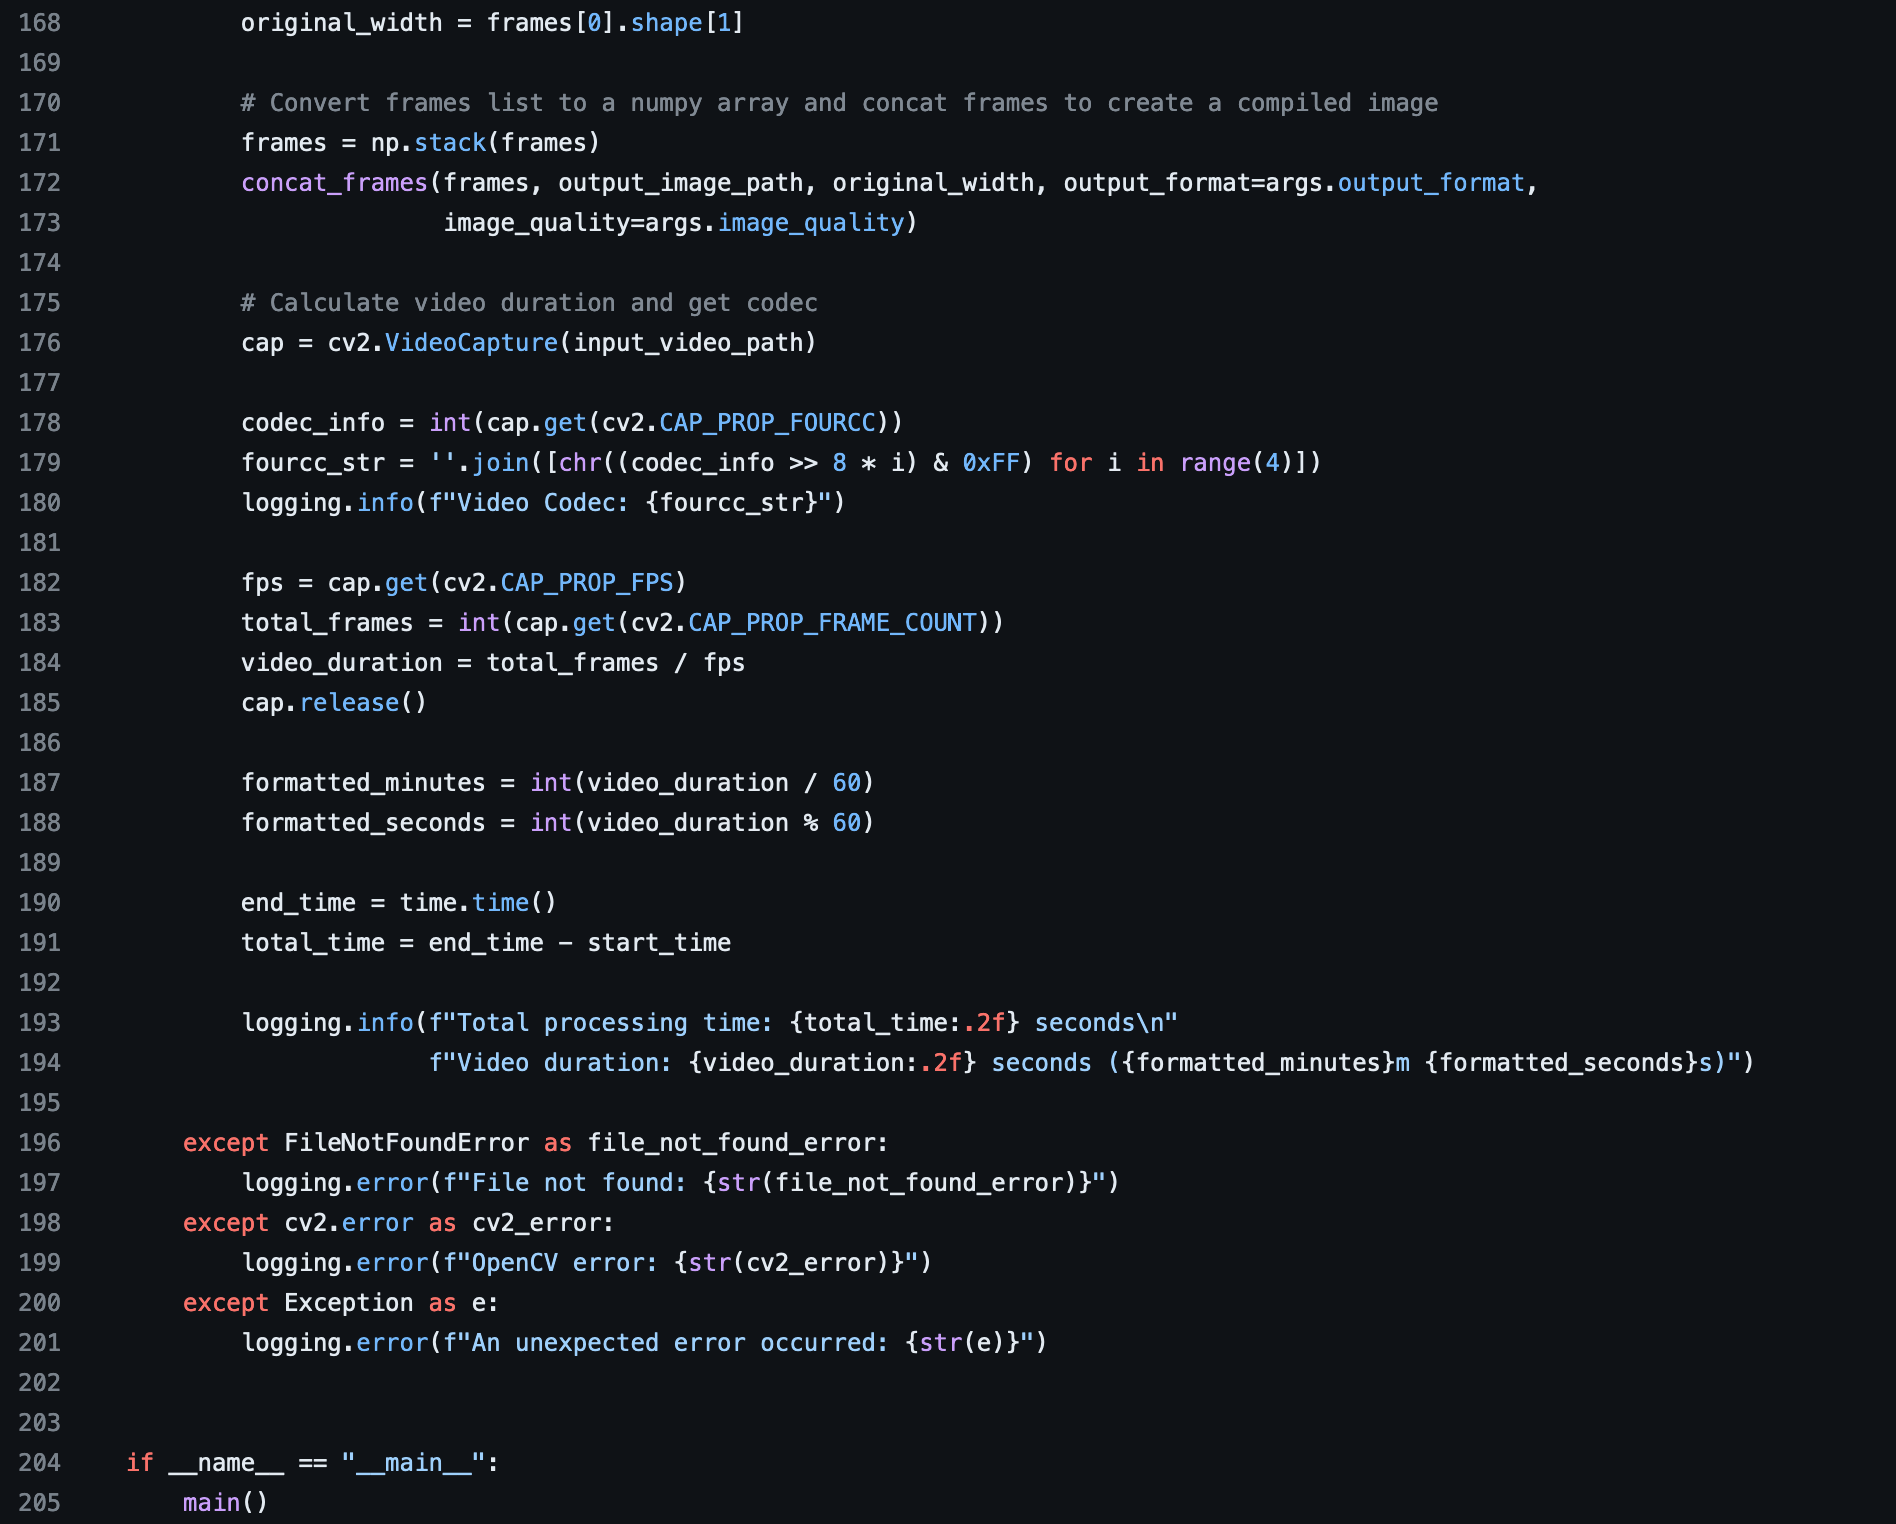 168 original_width = frames[0].shape[1]
169
170 # Convert frames list to a numpy array and concat frames to create a compiled image
171 frames = np.stack(frames)
172 concat_frames(frames, output_image_path, original_width, output_format=args.output_format,
173 image_quality=args.image_quality)
174
175 # Calculate video duration and get codec
176 cap = cv2.VideoCapture(input_video_path)
177
178 codec_info = int(cap.get(cv2.CAP_PROP_FOURCC))
179 fourcc_str = ''.join([chr((codec_info >> 8 * i) & 0xFF) for i in range(4)])
180 logging.info(f"Video Codec: {fourcc_str}")
181
182 fps = cap.get(cv2.CAP_PROP_FPS)
183 total_frames = int(cap.get(cv2.CAP_PROP_FRAME_COUNT))
184 video_duration = total_frames / fps
185 cap.release()
186
187 formatted_minutes = int(video_duration / 60)
188 formatted_seconds = int(video_duration % 60)
189
190 end_time = time.time()
191 total_time = end_time - start_time
192
193 logging.info(f"Total processing time: {total_time:.2f} seconds\n"
194 f"Video duration: {video_duration:.2f} seconds ({formatted_minutes}m {formatted_seconds}s)")
195
196 except FileNotFoundError as file_not_found_error:
197 logging.error(f"File not found: {str(file_not_found_error)}")
198 except cv2.error as cv2_error:
199 logging.error(f"OpenCV error: {str(cv2_error)}")
200 except Exception as e:
201 logging.error(f"An unexpected error occurred: {str(e)}")
202
203
204 if __name__ == "__main__":
205 main()